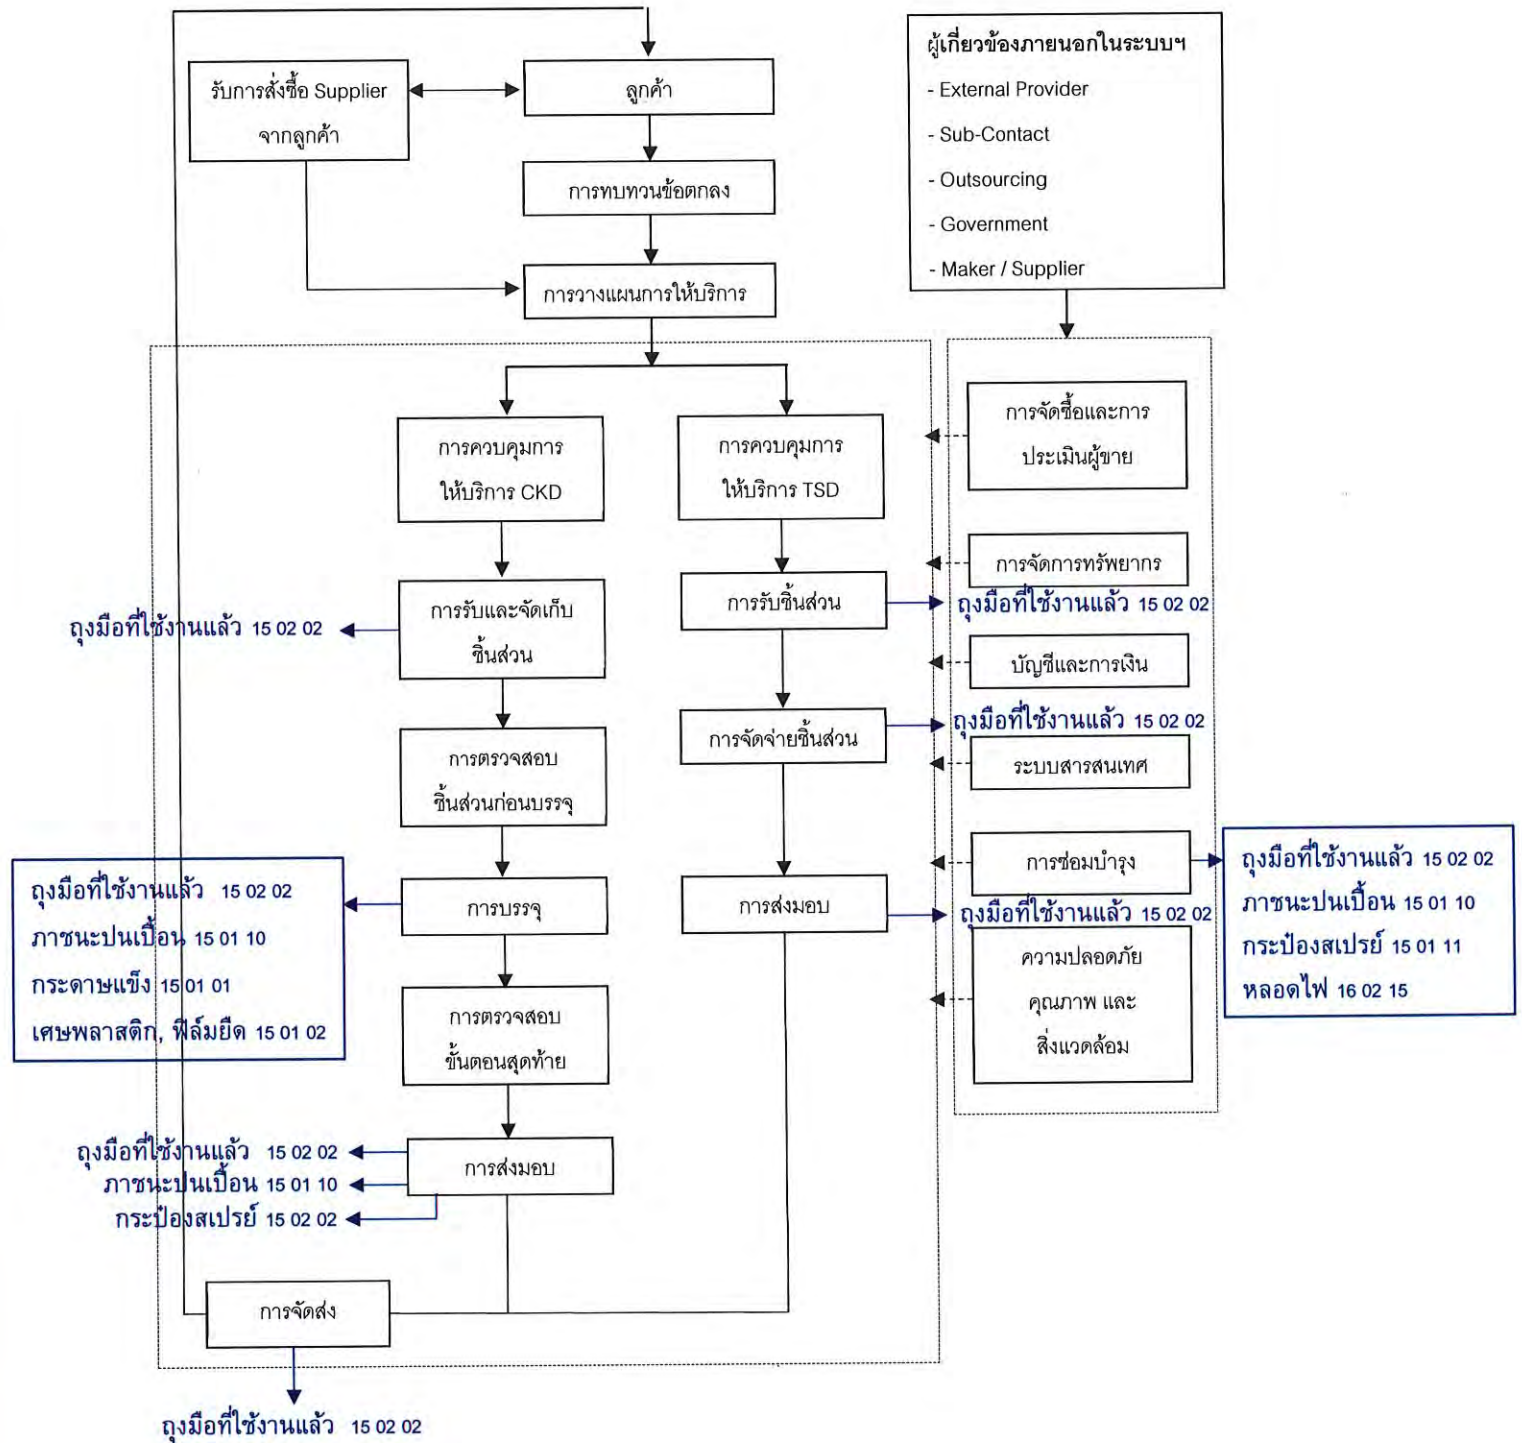 ผู้เกี่ยวข้องภายนอกในระบบฯ
- External Provider
- Sub-Contact
- Outsourcing
- Government
- Maker / Supplier
รับการสั่งซื้อ Supplier
จากลูกค้า
ลูกค้า
การทบทวนข้อตกลง
การวางแผนการให้บริการ
การควบคุมการ
ให้บริการ CKD
การรับและจัดเก็บ
ชิ้นส่วน
ถุงมือที่ใช้งานแล้ว 15 02 02
การตรวจสอบ
ชิ้นส่วนก่อนบรรจุ
การบรรจุ
ถุงมือที่ใช้งานแล้ว 15 02 02
ภาชนะปนเปื้อน 15 01 10
กระดาษแข็ง 15 01 01
เศษพลาสติก, ฟิล์มยืด 15 01 02
การตรวจสอบ
ขั้นตอนสุดท้าย
การส่งมอบ
ถุงมือที่ใช้งานแล้ว 15 02 02
ภาชนะปนเปื้อน 15 01 10
กระป๋องสเปรย์ 15 02 02
การควบคุมการ
ให้บริการ TSD
การรับชิ้นส่วน
ถุงมือที่ใช้งานแล้ว 15 02 02
การจัดจ่ายชิ้นส่วน
ถุงมือที่ใช้งานแล้ว 15 02 02
การส่งมอบ
ถุงมือที่ใช้งานแล้ว 15 02 02
การจัดซื้อและการ
ประเมินผู้ขาย
การจัดการทรัพยากร
บัญชีและการเงิน
ระบบสารสนเทศ
การซ่อมบำรุง
ถุงมือที่ใช้งานแล้ว 15 02 02
ภาชนะปนเปื้อน 15 01 10
กระป๋องสเปรย์ 15 01 11
หลอดไฟ 16 02 15
ความปลอดภัย
คุณภาพ และ
สิ่งแวดล้อม
การจัดส่ง
ถุงมือที่ใช้งานแล้ว 15 02 02